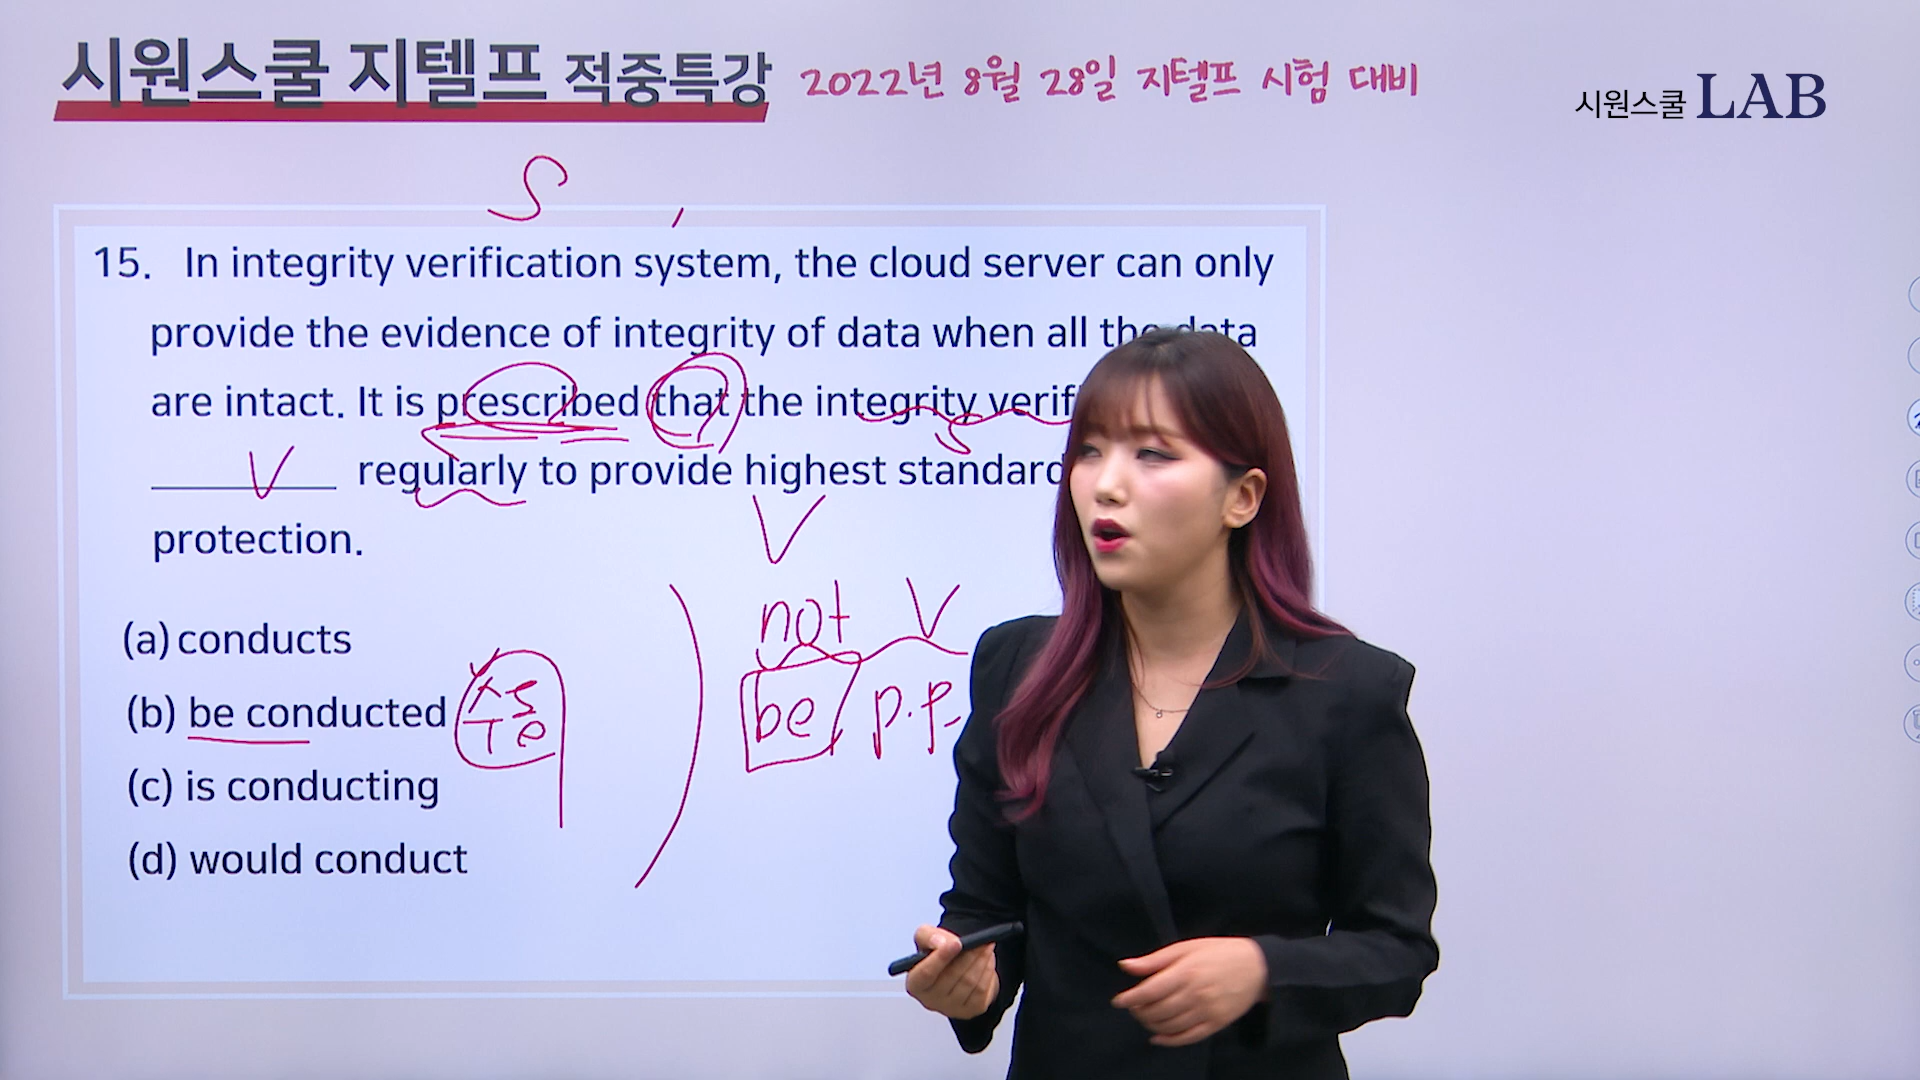 시원스쿨 지텔프 적중특강 2022년 8월 28일 지텔프 시험 대비
시원스쿨 LAB
S ,
15. In integrity verification system, the cloud server can only
provide the evidence of integrity of data when all the data
are intact. It is prescribed that the integrity verif
V regularly to provide highest standard
protection.
V
(a) conducts
(b) be conducted
(c) is conducting
(d) would conduct
수동
not V
be p.p.